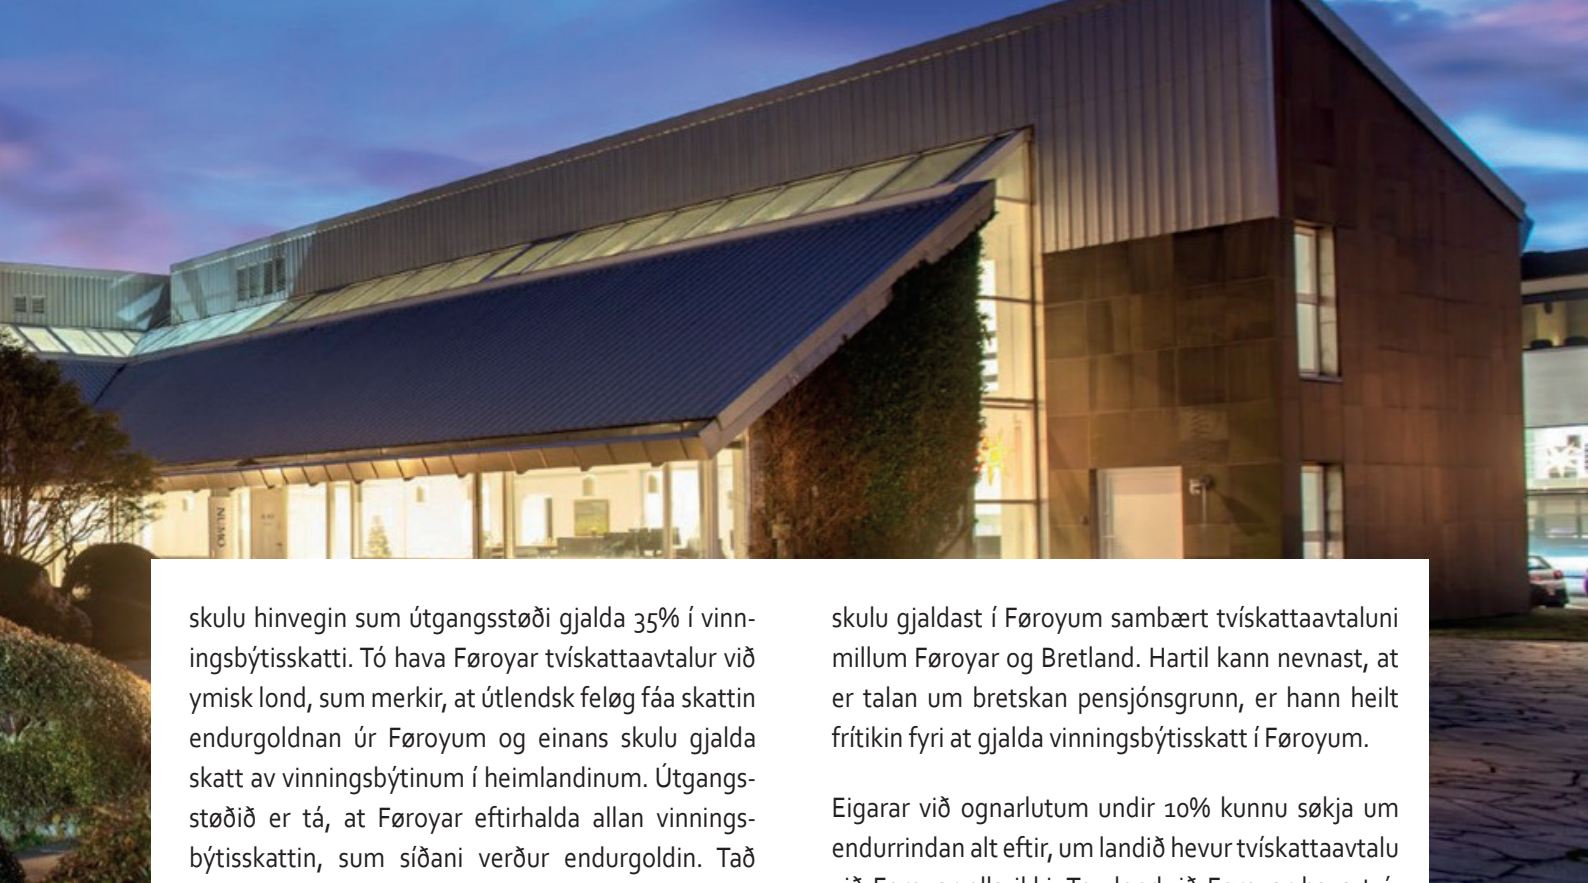 NUMO
skulu hinvegin sum útgangsstøði gjalda 35% í vinn-
ingsbýtisskatti. Tó hava Føroyar tvískattaavtalur við
ymisk lond, sum merkir, at útlendsk feløg fáa skattin
endurgoldnan úr Føroyum og einans skulu gjalda
skatt av vinningsbýtinum í heimlandinum. Útgangs-
støðið er tá, at Føroyar eftirhalda allan vinnings-
býtisskattin, sum síðani verður endurgoldin. Tað
skulu gjaldast í Føroyum sambært tvískattaavtaluni
millum Føroyar og Bretland. Hartil kann nevnast, at
er talan um bretskan pensjónsgrunn, er hann heilt
frítikin fyri at gjalda vinningsbýtisskatt í Føroyum.
Eigarar við ognarlutum undir 10% kunnu søkja um
endurrindan alt eftir, um landið hevur tvískattaavtalu